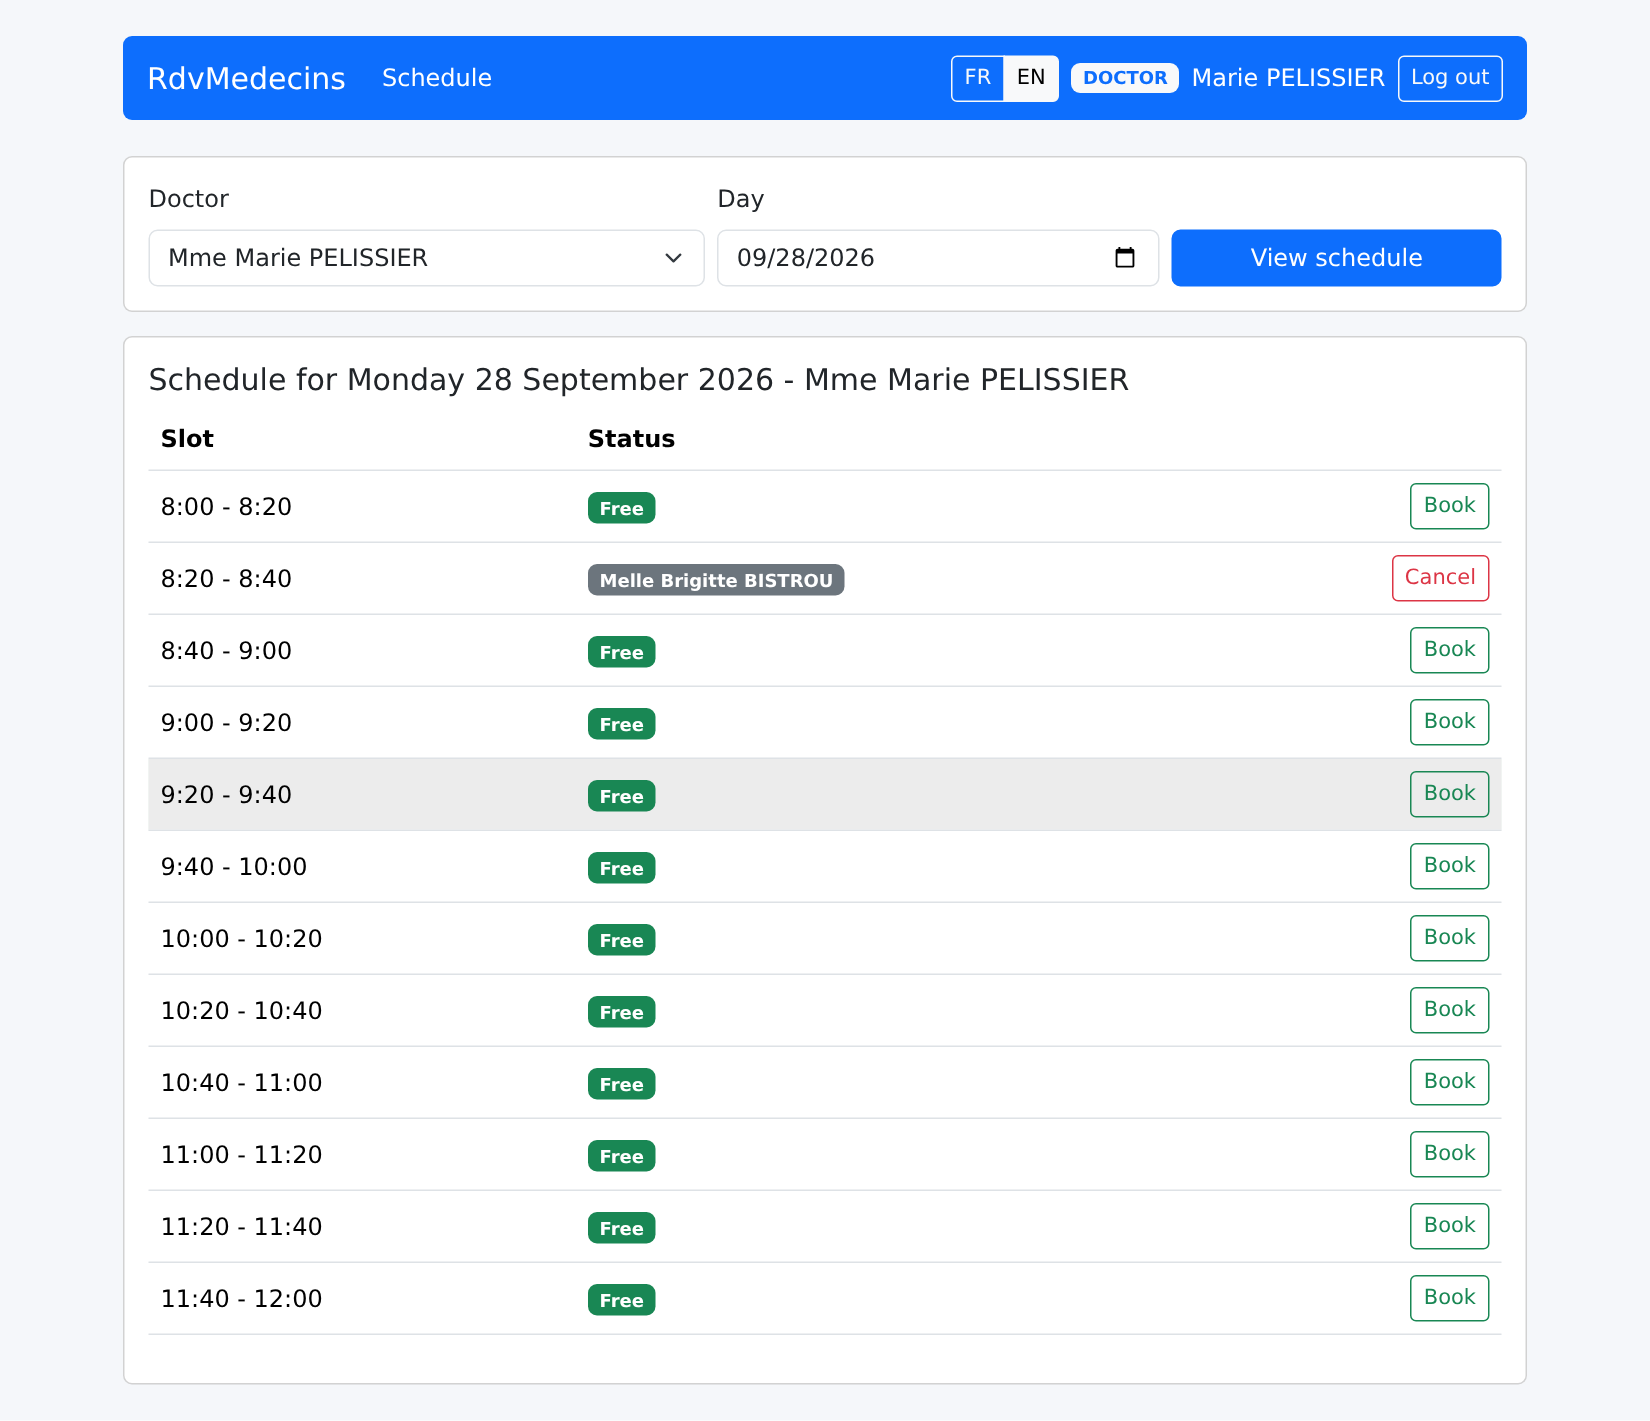 RdvMedecins Schedule FR EN DOCTOR Marie PELISSIER Log out
Doctor Day
Mme Marie PELISSIER 09/28/2026 View schedule
Schedule for Monday 28 September 2026 - Mme Marie PELISSIER
Slot Status
8:00 - 8:20 Free Book
8:20 - 8:40 Melle Brigitte BISTROU Cancel
8:40 - 9:00 Free Book
9:00 - 9:20 Free Book
9:20 - 9:40 Free Book
9:40 - 10:00 Free Book
10:00 - 10:20 Free Book
10:20 - 10:40 Free Book
10:40 - 11:00 Free Book
11:00 - 11:20 Free Book
11:20 - 11:40 Free Book
11:40 - 12:00 Free Book